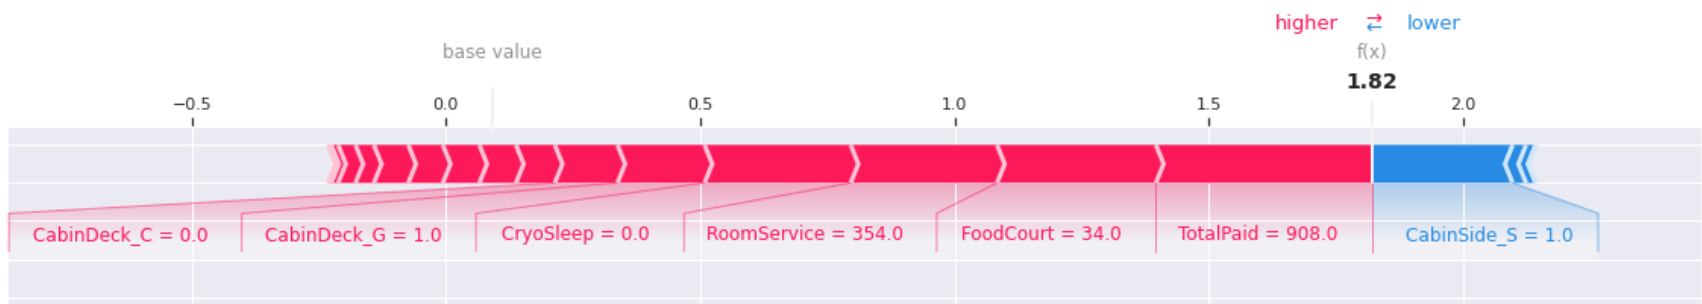 higher ⇄ lower
base value f(x)
1.82
−0.5 0.0 0.5 1.0 1.5 2.0
CabinDeck_C = 0.0 CabinDeck_G = 1.0 CryoSleep = 0.0 RoomService = 354.0 FoodCourt = 34.0 TotalPaid = 908.0 CabinSide_S = 1.0